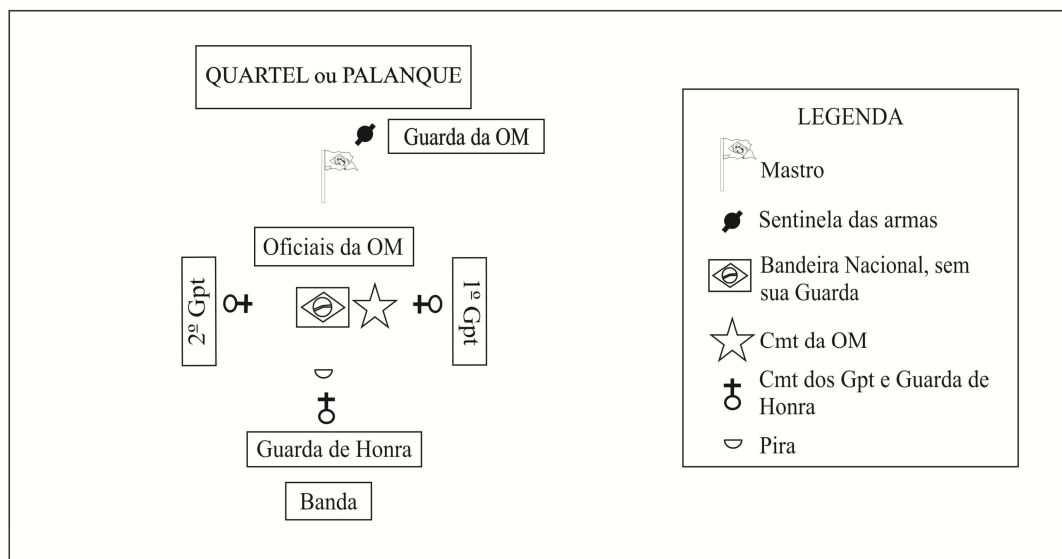 QUARTEL ou PALANQUE
Guarda da OM
Oficiais da OM
2º Gpt
1º Gpt
Guarda de Honra
Banda
LEGENDA
Mastro
Sentinela das armas
Bandeira Nacional, sem
sua Guarda
Cmt da OM
Cmt dos Gpt e Guarda de
Honra
Pira